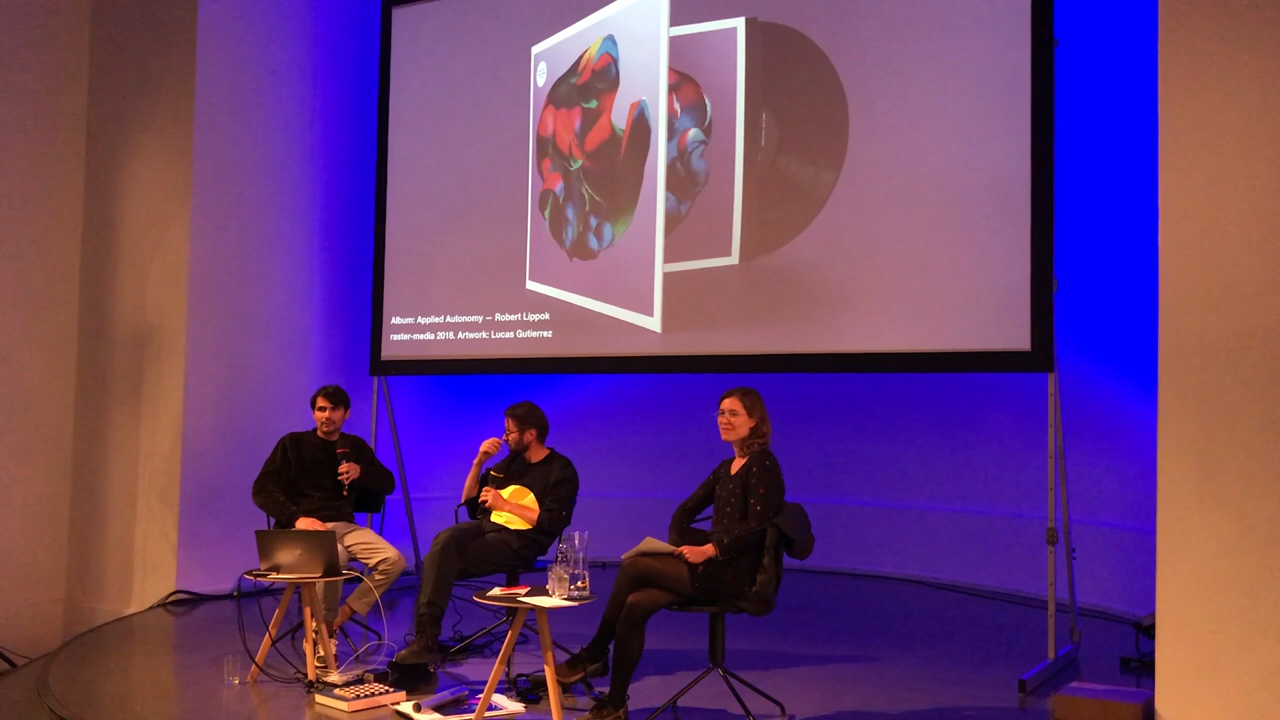 Album: Applied Autonomy — Robert Lippok
raster-media 2018. Artwork: Lucas Gutierrez